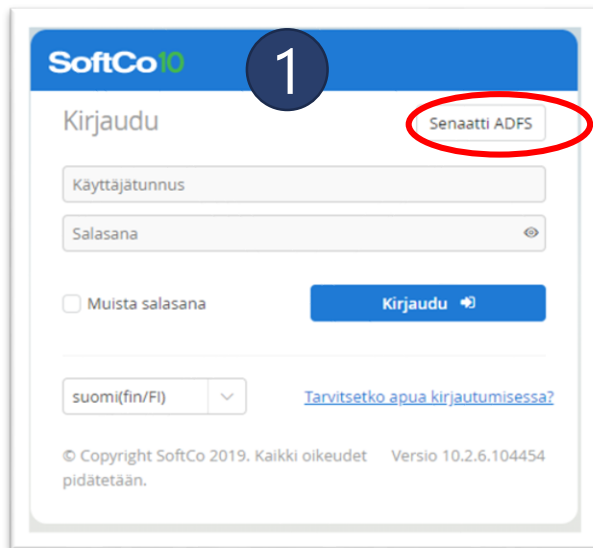 SoftCo10
1
Kirjaudu
Senaatti ADFS
Käyttäjätunnus
Salasana
Muista salasana
Kirjaudu
suomi(fin/FI)
Tarvitsetko apua kirjautumisessa?
© Copyright SoftCo 2019. Kaikki oikeudet
pidätetään.
Versio 10.2.6.104454